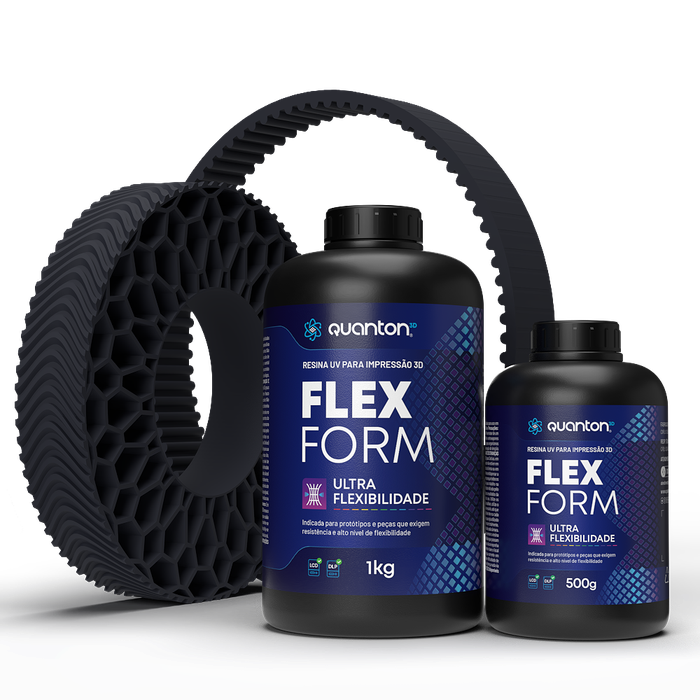 QUANTON3D
RESINA UV PARA IMPRESSÃO 3D
FLEX
FORM
ULTRA
FLEXIBILIDADE
Indicada para protótipos e peças que exigem
resistência e alto nível de flexibilidade
LCD
DLP
1kg
QUANTON3D
RESINA UV PARA IMPRESSÃO 3D
FLEX
FORM
ULTRA
FLEXIBILIDADE
Indicada para protótipos e peças que exigem
resistência e alto nível de flexibilidade
LCD
DLP
500g